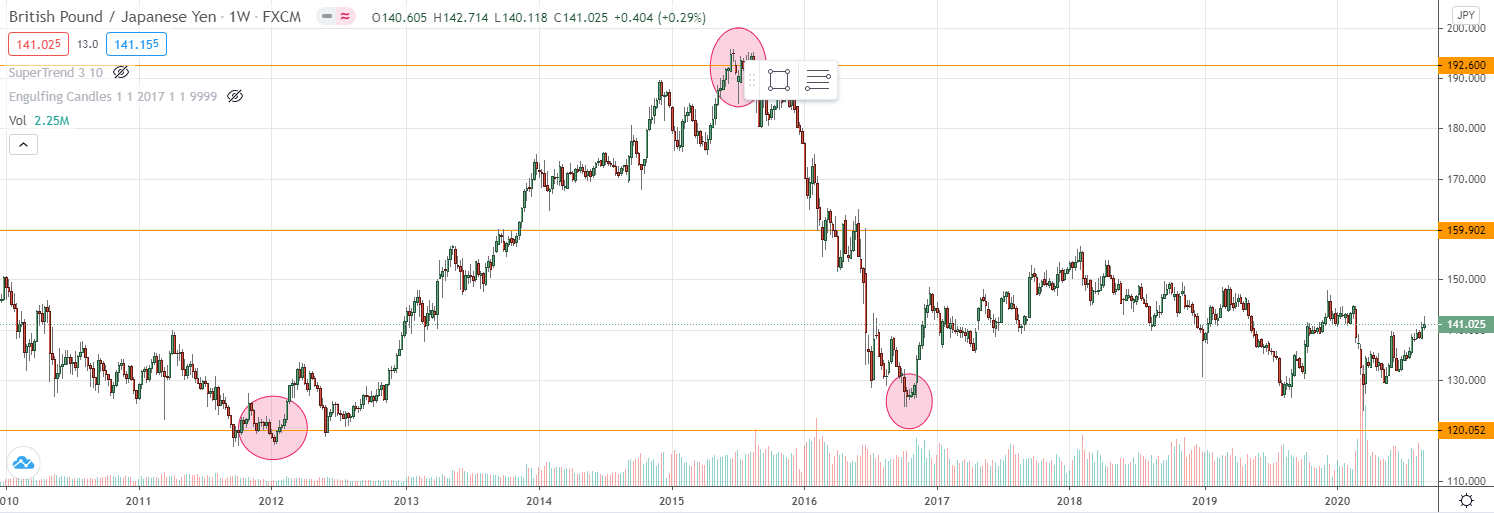 British Pound / Japanese Yen · 1W · FXCM O140.605 H142.714 L140.118 C141.025 +0.404 (+0.29%)
JPY
141.025 13.0 141.155
SuperTrend 3 10
Engulfing Candles 1 1 2017 1 1 9999
Vol 2.25M
200.000
192.600
190.000
180.000
170.000
159.902
150.000
141.025
130.000
120.052
110.000
2010 2011 2012 2013 2014 2015 2016 2017 2018 2019 2020